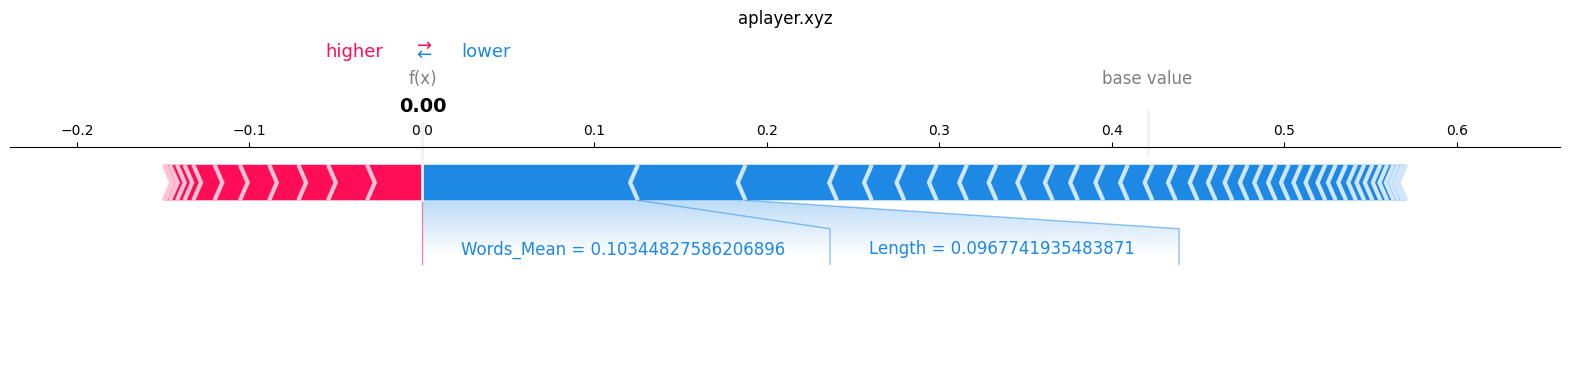 aplayer.xyz
higher ⇄ lower
f(x)
base value
0.00
−0.2 −0.1 0.0 0.1 0.2 0.3 0.4 0.5 0.6
Words_Mean = 0.10344827586206896
Length = 0.0967741935483871